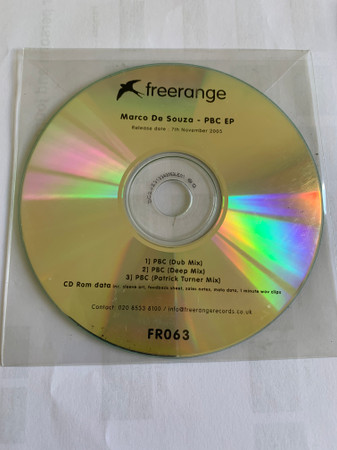 freerange
Marco De Souza - PBC EP
Release date - 7th November 2005
1) PBC (Dub Mix)
2) PBC (Deep Mix)
3) PBC (Patrick Turner Mix)
CD Rom data inc. sleeve art, feedback sheet, sales notes, meta data, 1 minute wav clips
Contact: 020 8533 8100 / info@freerangerecords.co.uk
FR063